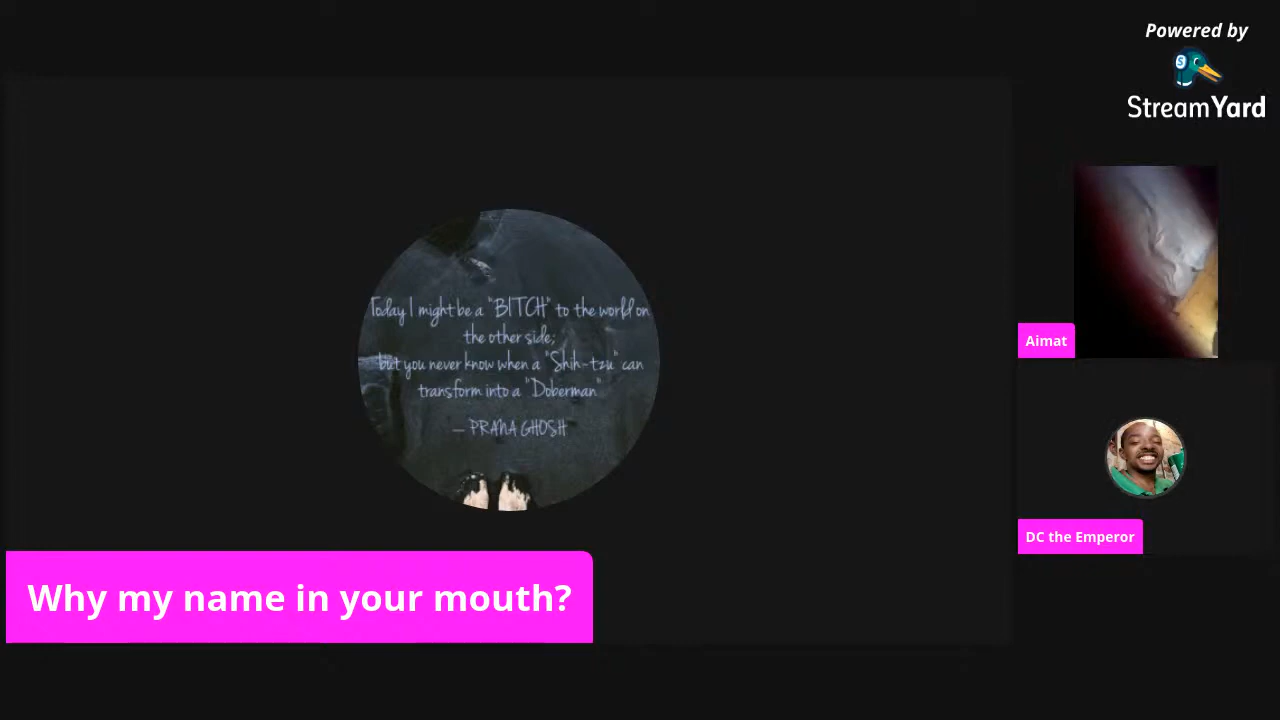 Powered by
S
StreamYard
Today I might be a "BITCH" to the world on
the other side;
but you never know when a "Shih-tzu" can
transform into a "Doberman"
— PRANA GHOSH
Aimat
DC the Emperor
Why my name in your mouth?